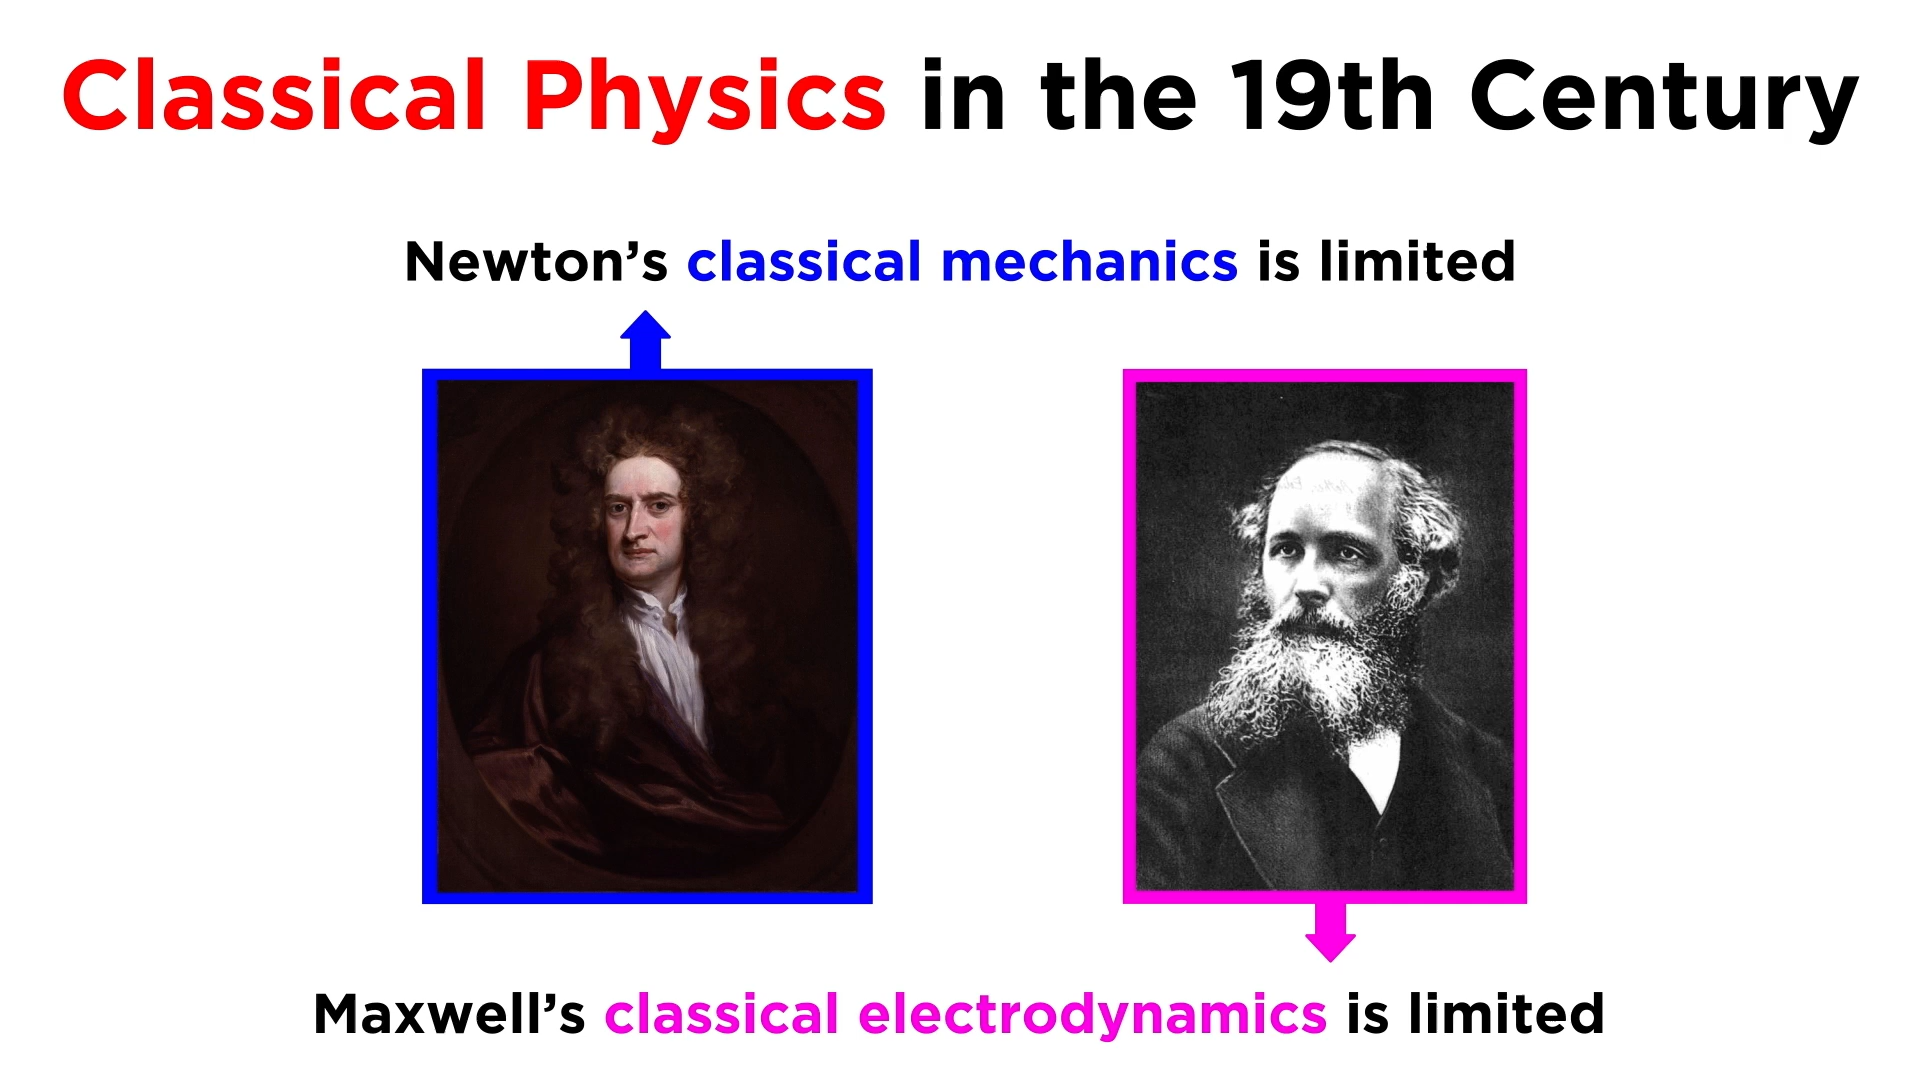 Classical Physics in the 19th Century
Newton’s classical mechanics is limited
Maxwell’s classical electrodynamics is limited